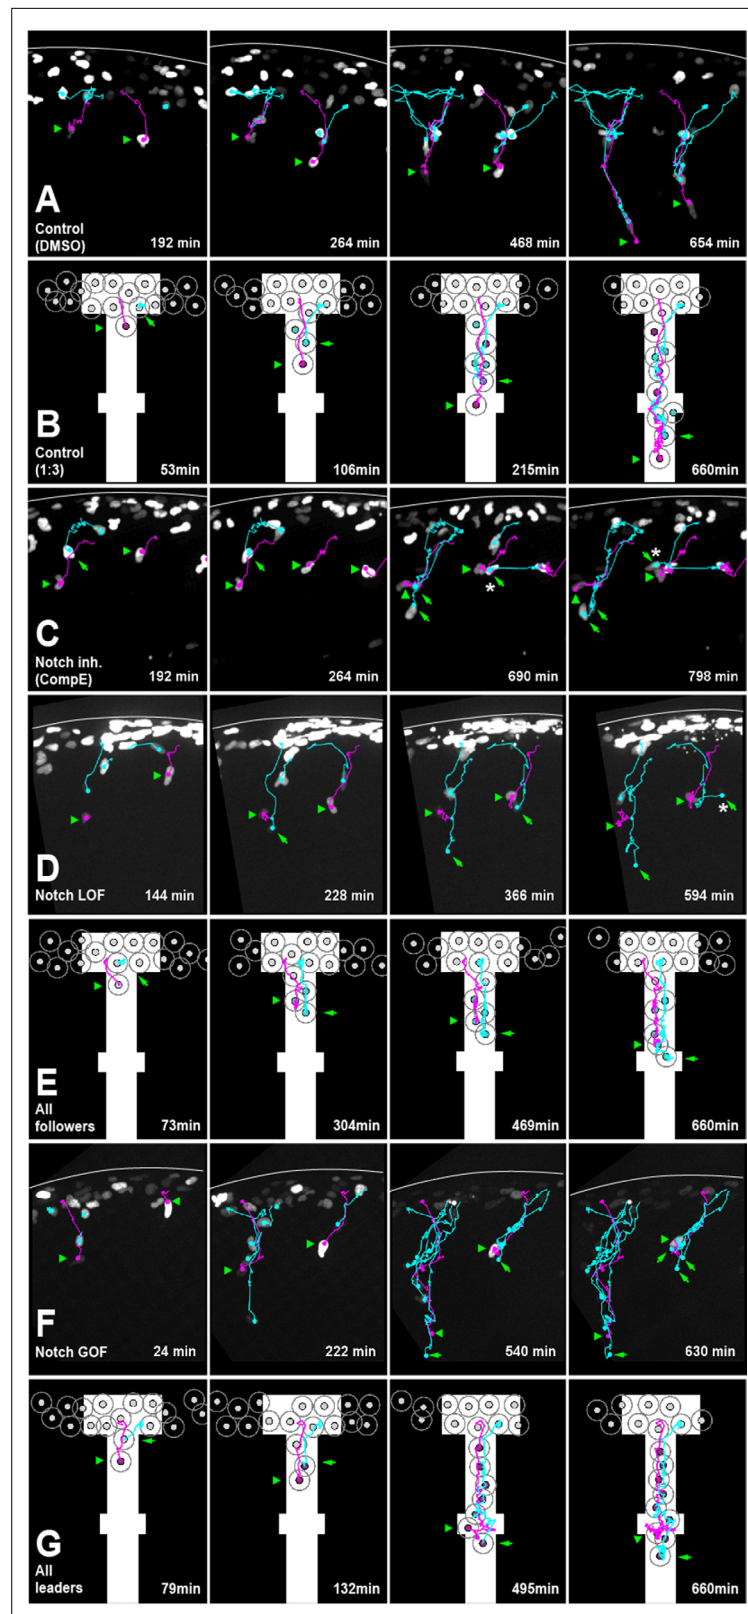 A
Control
(DMSO)
192 min
264 min
468 min
654 min
B
Control
(1:3)
53min
106min
215min
660min
C
Notch inh.
(CompE)
192 min
264 min
*
690 min
*
798 min
D
Notch LOF
144 min
228 min
366 min
*
594 min
E
All
followers
73min
304min
469min
660min
F
Notch GOF
24 min
222 min
540 min
630 min
G
All
leaders
79min
132min
495min
660min